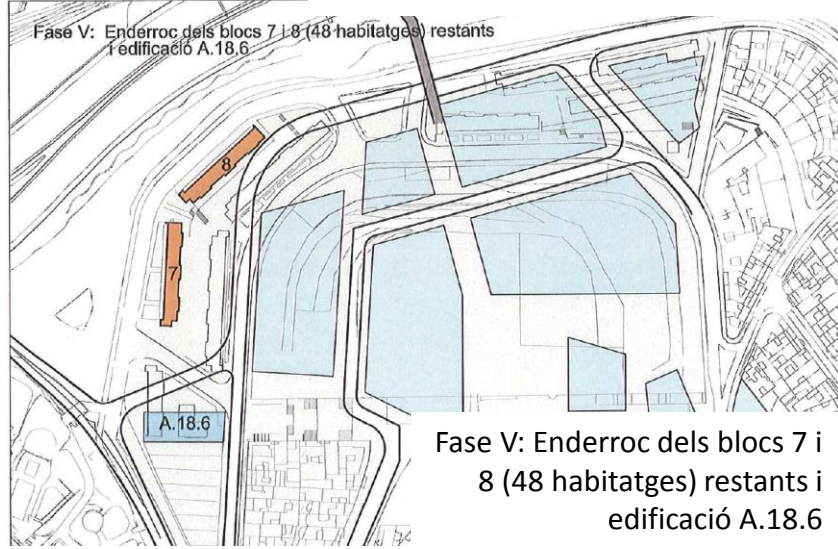 Fase V: Enderroc dels blocs 7 i 8 (48 habitatges) restants
i edificació A.18.6
8
7
A.18.6
Fase V: Enderroc dels blocs 7 i
8 (48 habitatges) restants i
edificació A.18.6